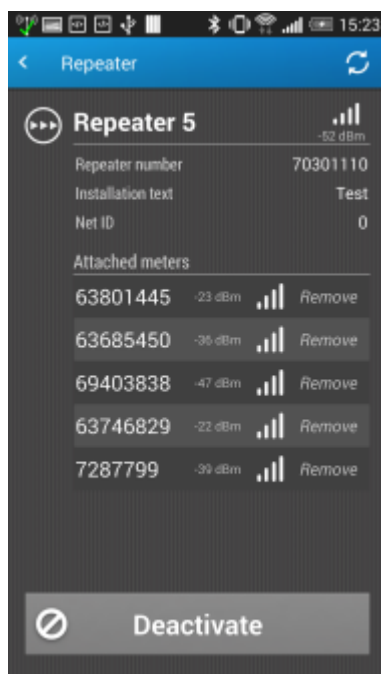 15:23
Repeater
Repeater 5
-52 dBm
Repeater number 70301110
Installation text Test
Net ID 0
Attached meters
63801445 -23 dBm Remove
63685450 -36 dBm Remove
69403838 -47 dBm Remove
63746829 -22 dBm Remove
7287799 -39 dBm Remove
Deactivate